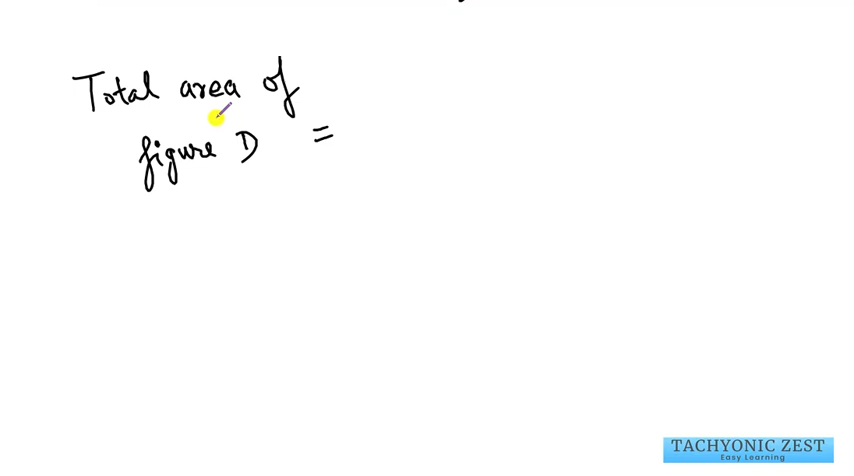 Total area of
figure D =
TACHYONIC ZEST
Easy Learning